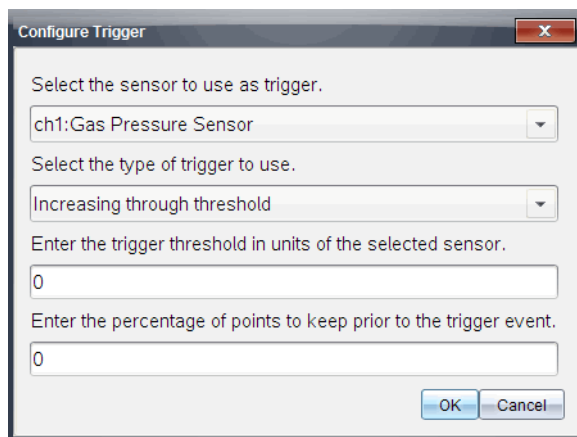 Configure Trigger
Select the sensor to use as trigger.
ch1:Gas Pressure Sensor
Select the type of trigger to use.
Increasing through threshold
Enter the trigger threshold in units of the selected sensor.
0
Enter the percentage of points to keep prior to the trigger event.
0
OK Cancel